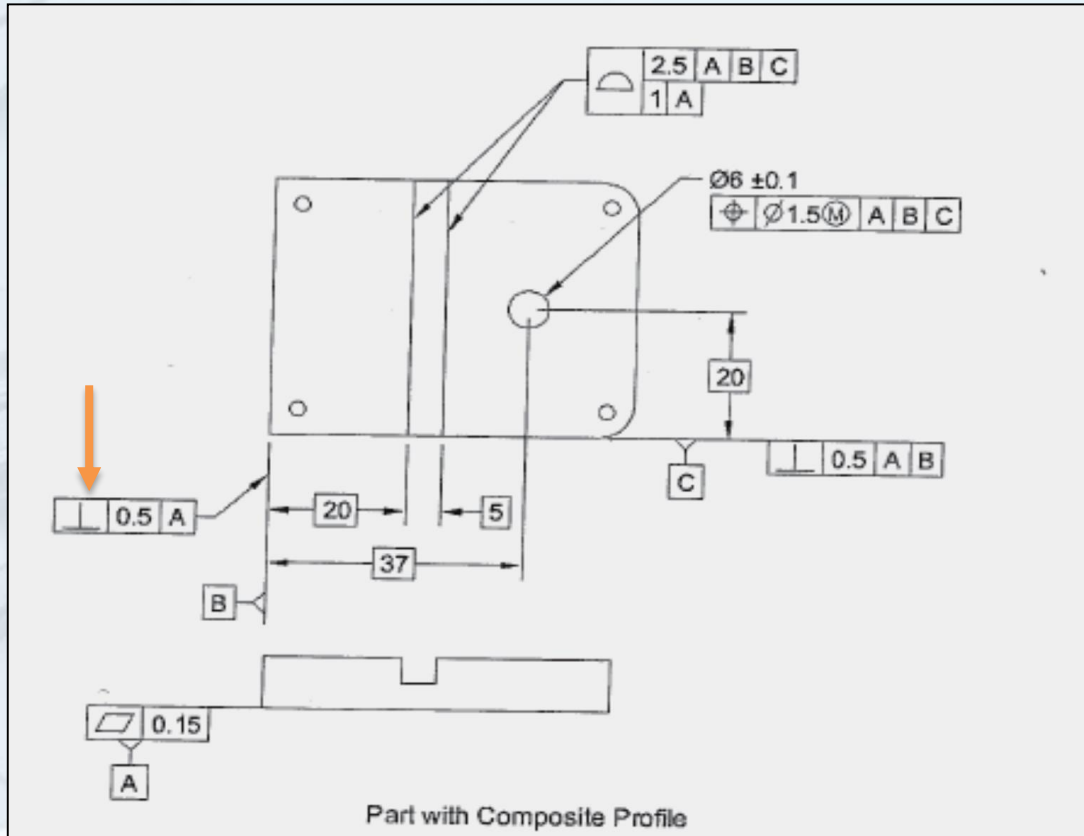 ⌓ 2.5 A B C
1 A
Ø6 ±0.1
⌖ Ø1.5Ⓜ A B C
20
⊥ 0.5 A B
C
⊥ 0.5 A
20
5
37
B
⏥ 0.15
A
Part with Composite Profile